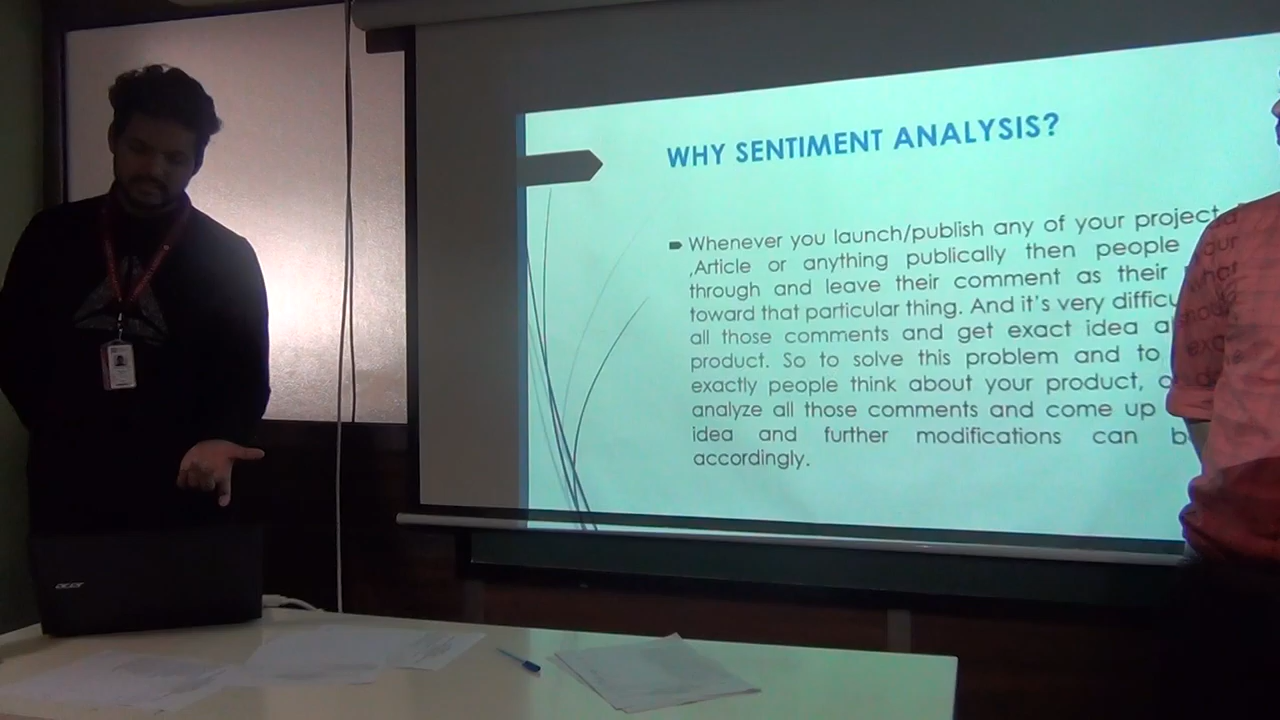 WHY SENTIMENT ANALYSIS?
Whenever you launch/publish any of your project
,Article or anything publically then people your
through and leave their comment as their what
toward that particular thing. And it's very difficu
all those comments and get exact idea a
product. So to solve this problem and to
exactly people think about your product,
analyze all those comments and come up
idea and further modifications can b
accordingly.
acer